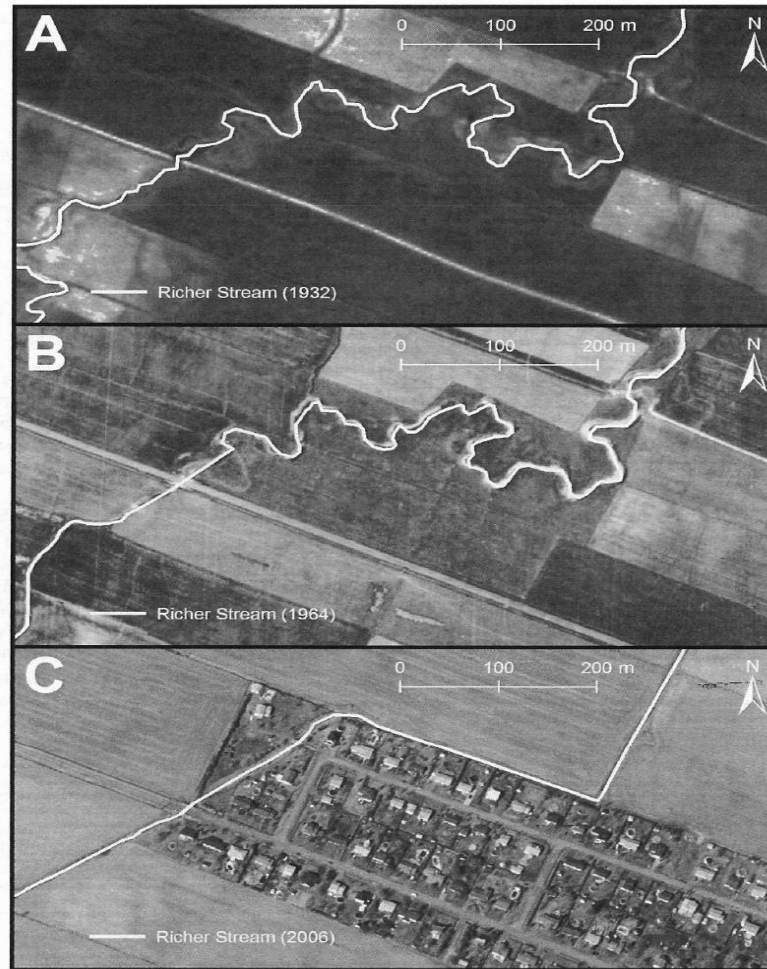 A
0 100 200 m
N
Richer Stream (1932)
B
0 100 200 m
N
Richer Stream (1964)
C
0 100 200 m
N
Richer Stream (2006)